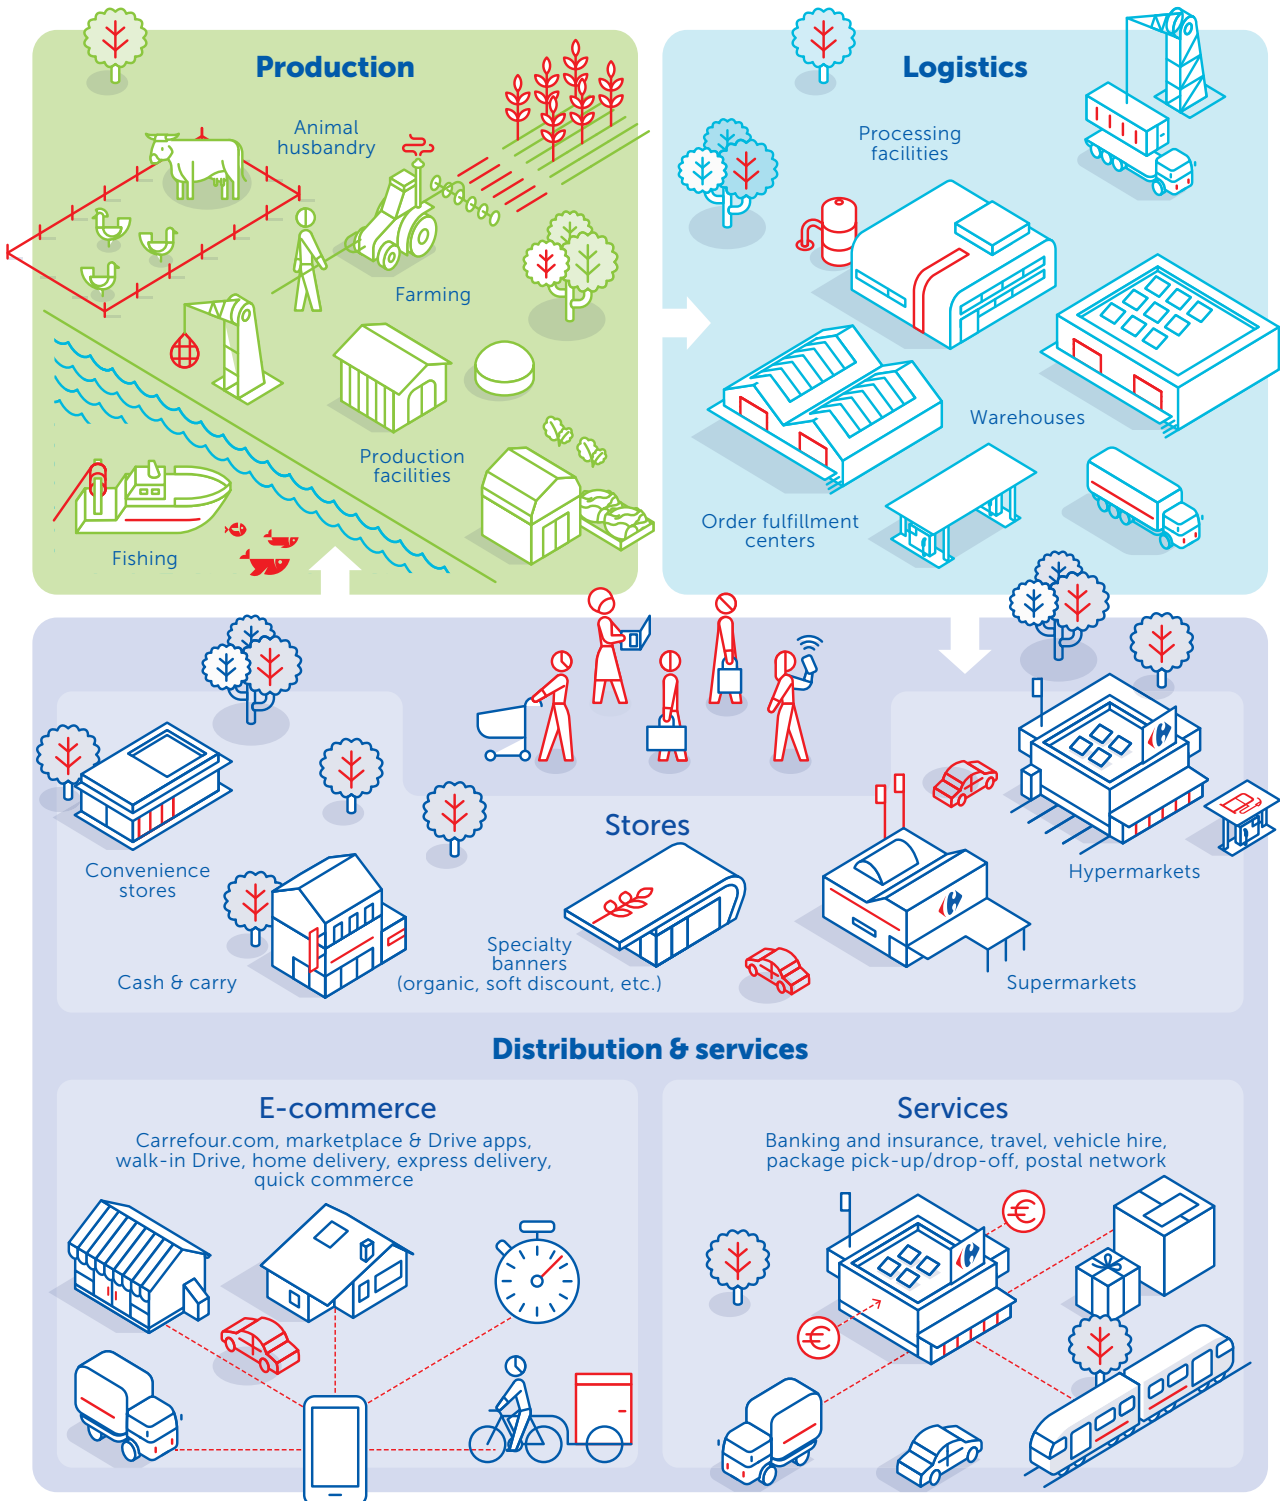 Production
Animal
husbandry
Farming
Production
facilities
Fishing
Logistics
Processing
facilities
Warehouses
Order fulfillment
centers
Stores
Convenience
stores
Hypermarkets
Cash & carry
Specialty
banners
(organic, soft discount, etc.)
Supermarkets
Distribution & services
E-commerce
Carrefour.com, marketplace & Drive apps,
walk-in Drive, home delivery, express delivery,
quick commerce
Services
Banking and insurance, travel, vehicle hire,
package pick-up/drop-off, postal network
€
€